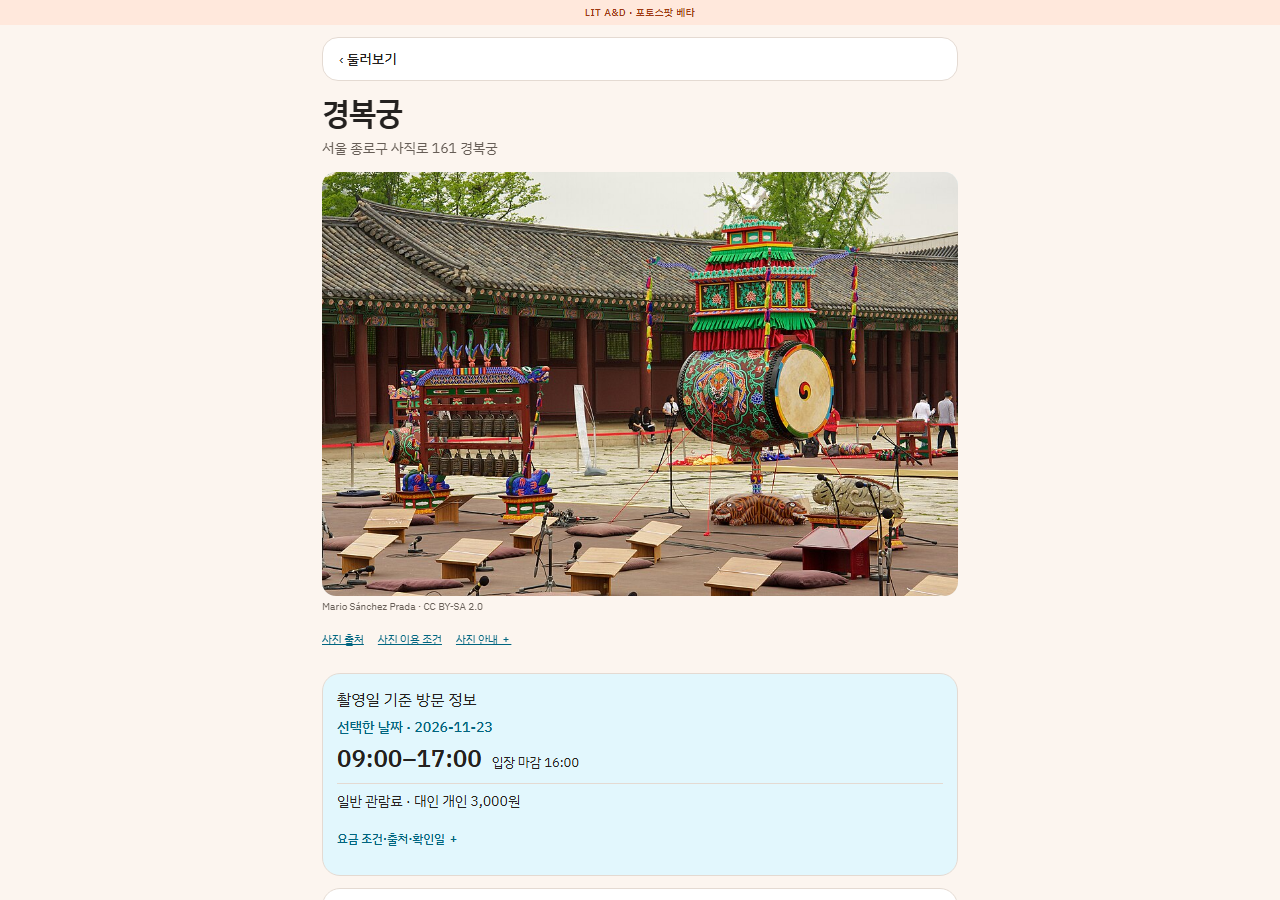 LIT A&D · 포토스팟 베타
‹ 둘러보기
경복궁
서울 종로구 사직로 161 경복궁
Mario Sánchez Prada · CC BY-SA 2.0
사진 출처 사진 이용 조건 사진 안내 +
촬영일 기준 방문 정보
선택한 날짜 · 2026-11-23
09:00–17:00 입장 마감 16:00
일반 관람료 · 대인 개인 3,000원
요금 조건·출처·확인일 +